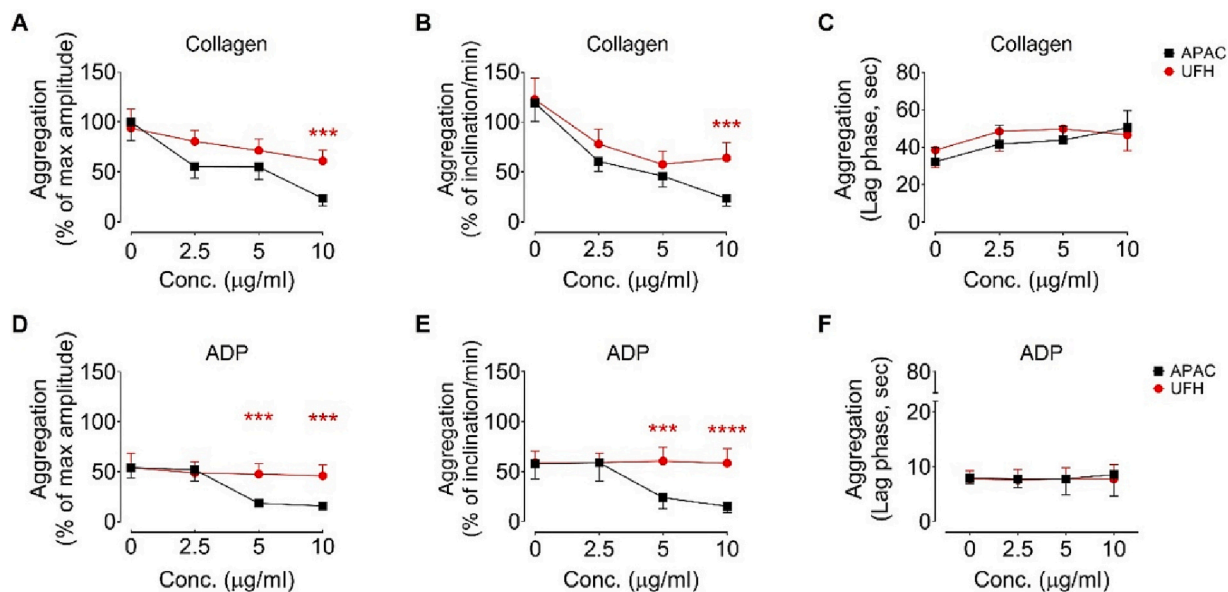 A
Collagen
Aggregation
(% of max amplitude)
150
100
50
0
***
0 2.5 5 10
Conc. (μg/ml)
B
Collagen
Aggregation
(% of inclination/min)
150
100
50
0
***
0 2.5 5 10
Conc. (μg/ml)
C
Collagen
Aggregation
(Lag phase, sec)
80
60
40
20
0
0 2.5 5 10
Conc. (μg/ml)
APAC
UFH
D
ADP
Aggregation
(% of max amplitude)
150
100
50
0
*** ***
0 2.5 5 10
Conc. (μg/ml)
E
ADP
Aggregation
(% of inclination/min)
150
100
50
0
*** ****
0 2.5 5 10
Conc. (μg/ml)
F
ADP
Aggregation
(Lag phase, sec)
80
20
10
0
0 2.5 5 10
Conc. (μg/ml)
APAC
UFH